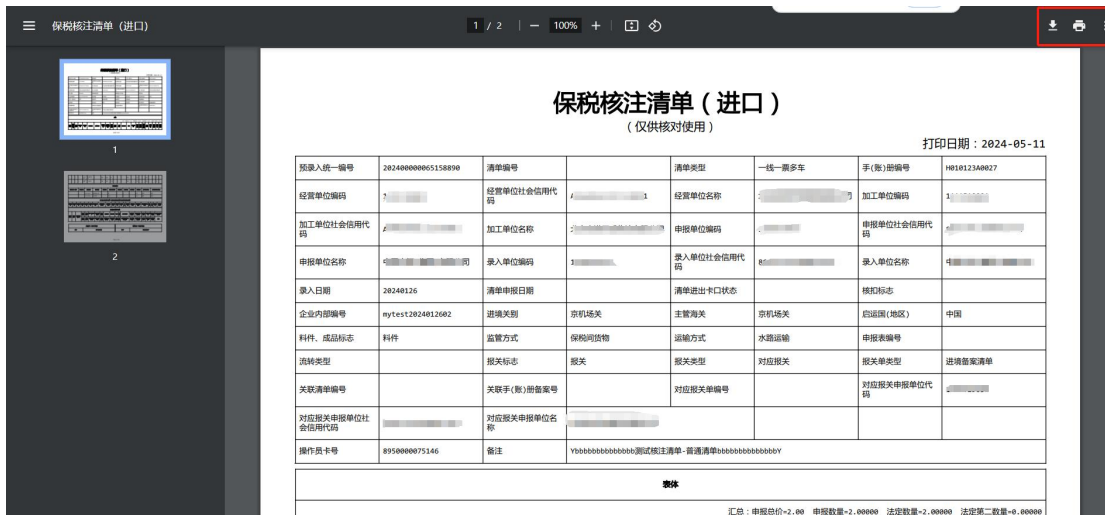 保税核注清单（进口）
1 / 2 | — 100% +
1
2
保税核注清单（进口）
（仅供核对使用）
打印日期：2024-05-11
预录入统一编号 202400000065158890 清单编号 清单类型 一线一票多车 手(账)册编号 H010123A0027
经营单位编码 经营单位社会信用代码 经营单位名称 加工单位编码
加工单位社会信用代码 加工单位名称 申报单位编码 申报单位社会信用代码
申报单位名称 司 录入单位编码 录入单位社会信用代码 录入单位名称
录入日期 20240126 清单申报日期 清单进出卡口状态 核扣标志
企业内部编号 mytest2024012602 进境关别 京机场关 主管海关 京机场关 启运国(地区) 中国
料件、成品标志 料件 监管方式 保税间货物 运输方式 水路运输 申报表编号
流转类型 报关标志 报关 报关类型 对应报关 报关单类型 进境备案清单
关联清单编号 关联手(账)册备案号 对应报关单编号 对应报关申报单位代码
对应报关申报单位社会信用代码 对应报关申报单位名称
操作员卡号 8950000075146 备注 Ybbbbbbbbbbbbbb测试核注清单-普通清单bbbbbbbbbbbbbbY
表体
汇总：申报总价=2.00 申报数量=2.00000 法定数量=2.00000 法定第二数量=0.00000